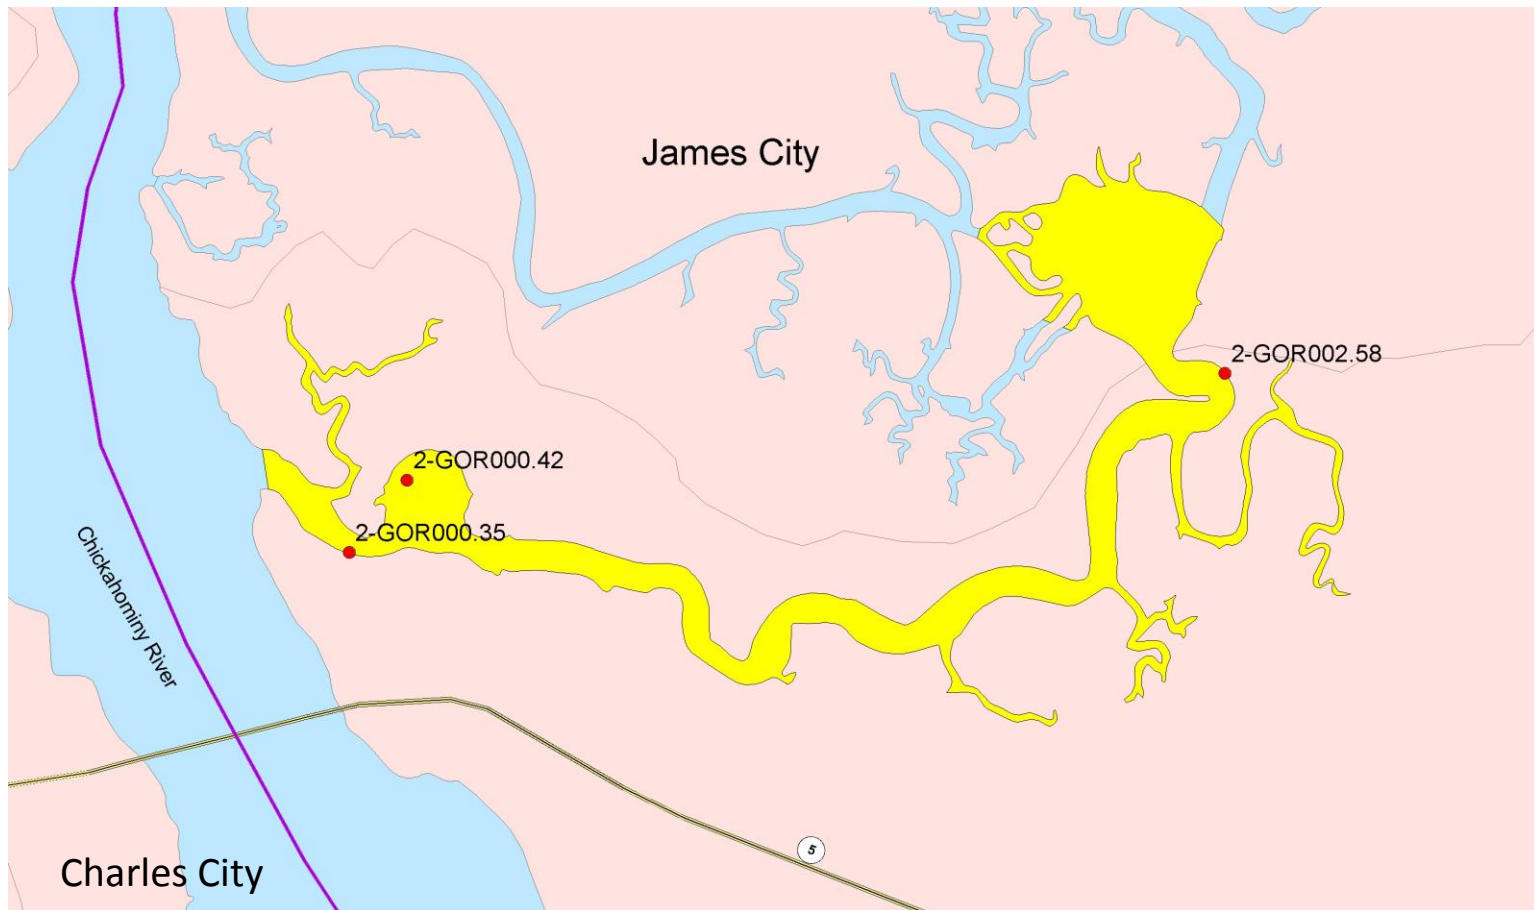 James City
2-GOR002.58
2-GOR000.42
2-GOR000.35
Chickahominy River
5
Charles City